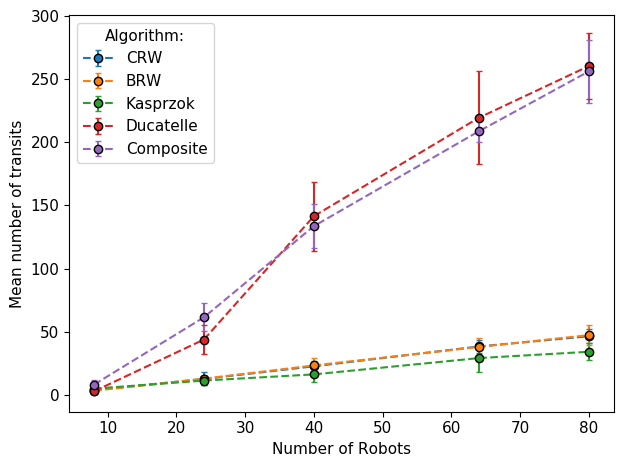 300
250
200
150
100
50
0
Mean number of transits
Algorithm:
CRW
BRW
Kasprzok
Ducatelle
Composite
10 20 30 40 50 60 70 80
Number of Robots